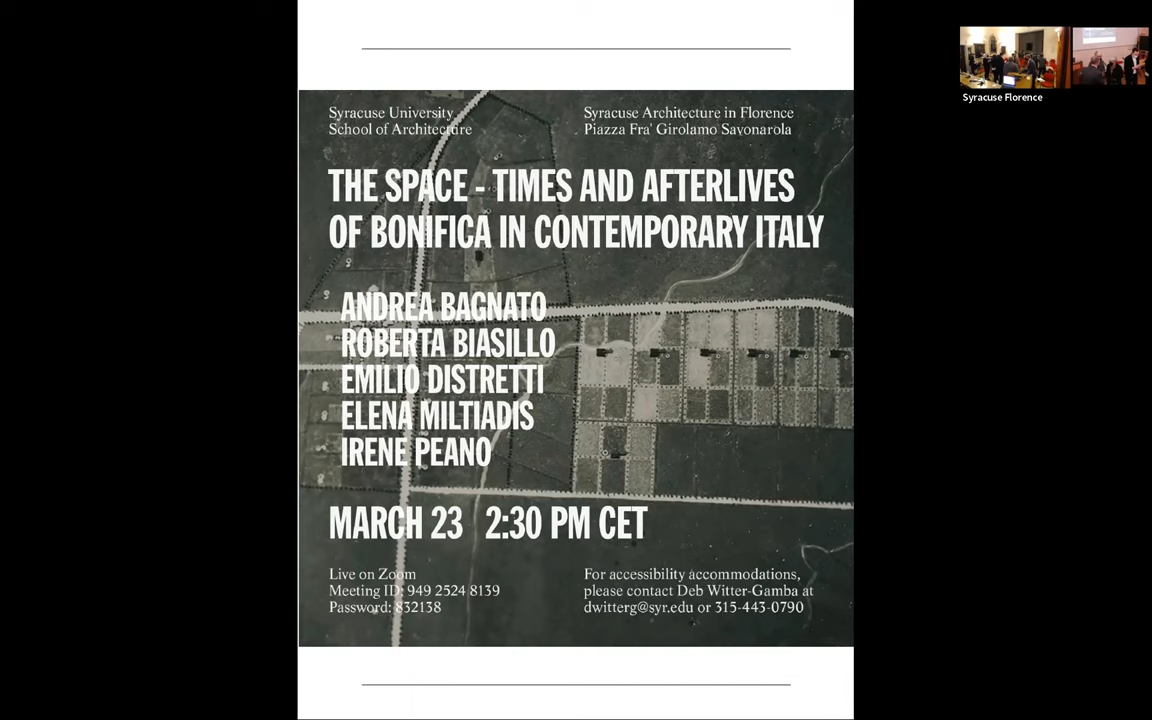 Syracuse University
School of Architecture
Syracuse Architecture in Florence
Piazza Fra' Girolamo Savonarola
THE SPACE - TIMES AND AFTERLIVES
OF BONIFICA IN CONTEMPORARY ITALY
ANDREA BAGNATO
ROBERTA BIASILLO
EMILIO DISTRETTI
ELENA MILTIADIS
IRENE PEANO
MARCH 23 2:30 PM CET
Live on Zoom
Meeting ID: 949 2524 8139
Password: 832138
For accessibility accommodations,
please contact Deb Witter-Gamba at
dwitterg@syr.edu or 315-443-0790
Syracuse Florence